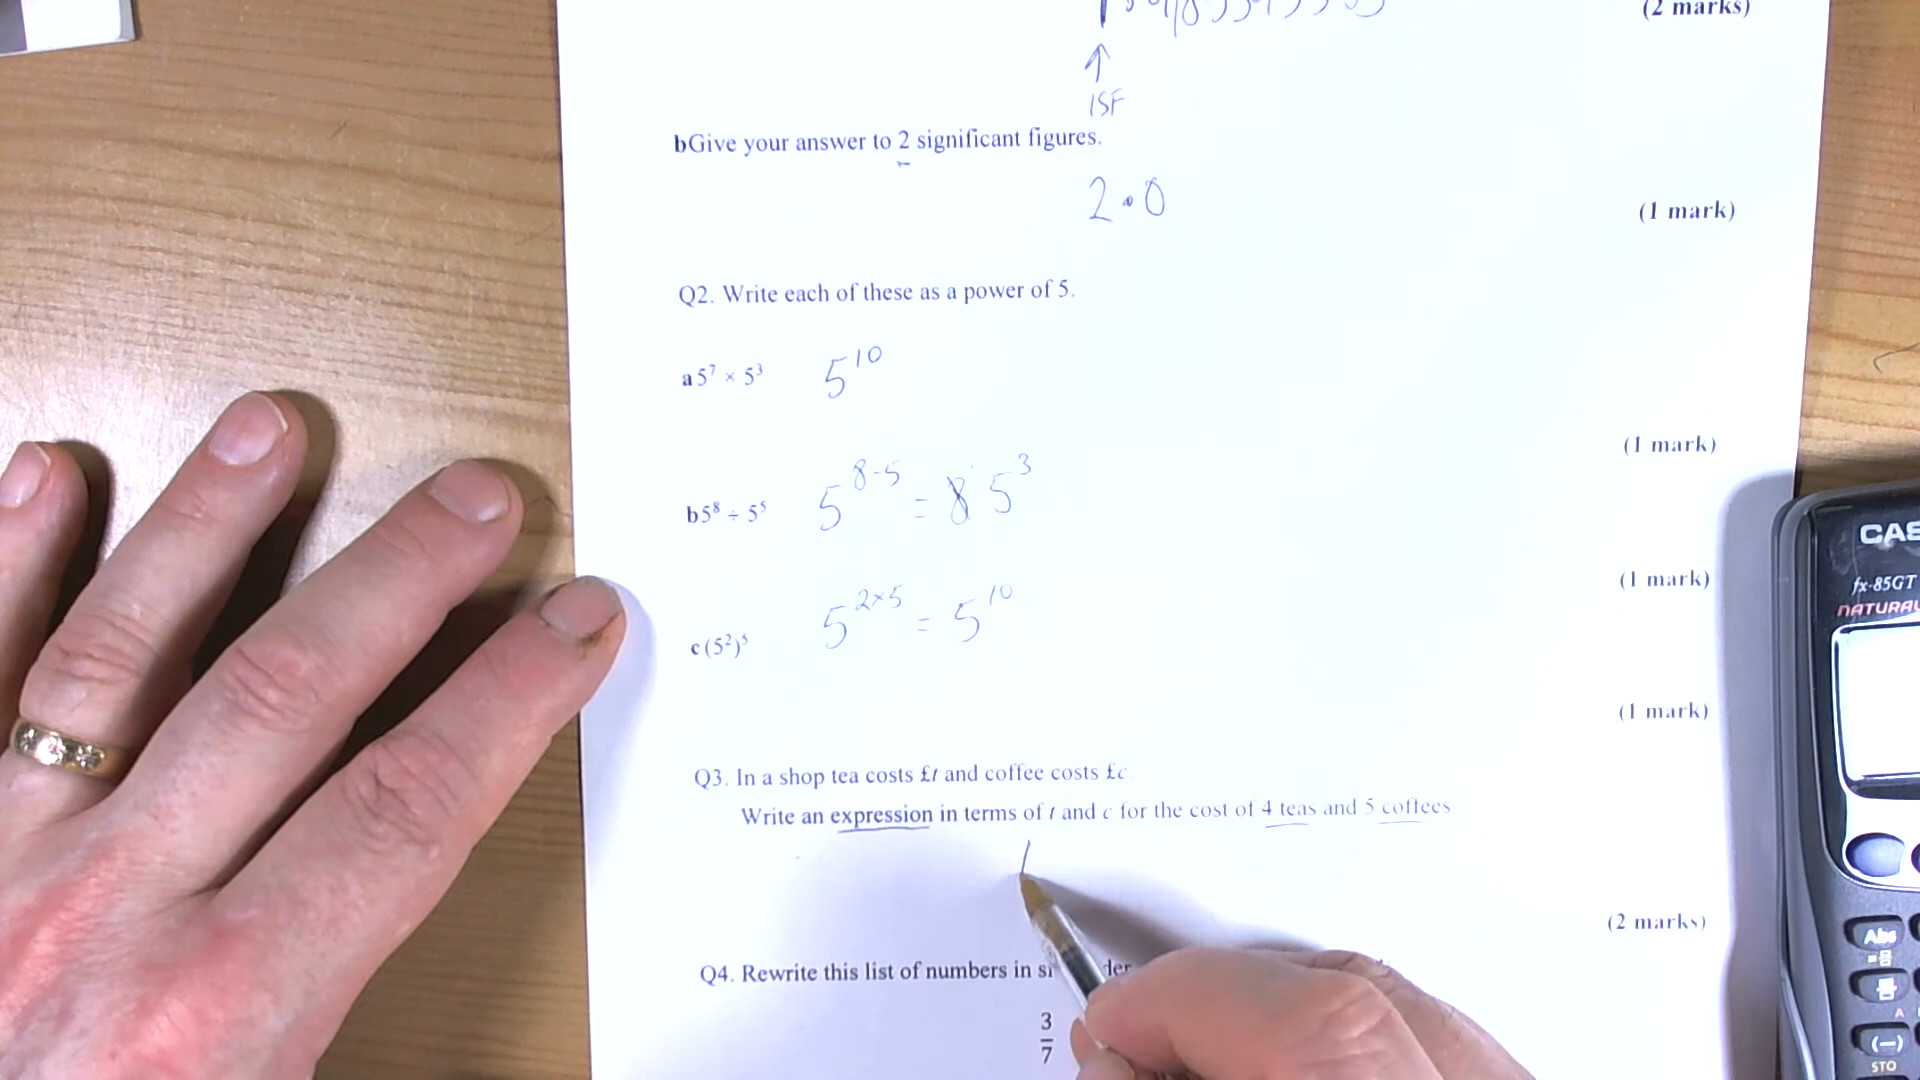 (2 marks)
↑
1SF
bGive your answer to 2 significant figures.
2.0
(1 mark)
Q2. Write each of these as a power of 5.
a 5⁷ × 5³ 5¹⁰
(1 mark)
b 5⁸ ÷ 5⁵ 5⁸⁻⁵ = 8 5³
(1 mark)
c (5²)⁵ 5²ˣ⁵ = 5¹⁰
(1 mark)
Q3. In a shop tea costs £t and coffee costs £c
Write an expression in terms of t and c for the cost of 4 teas and 5 coffees
(2 marks)
Q4. Rewrite this list of numbers in
3
7
CAS
fx-85GT
NATURAL
Abs
(−)
STO